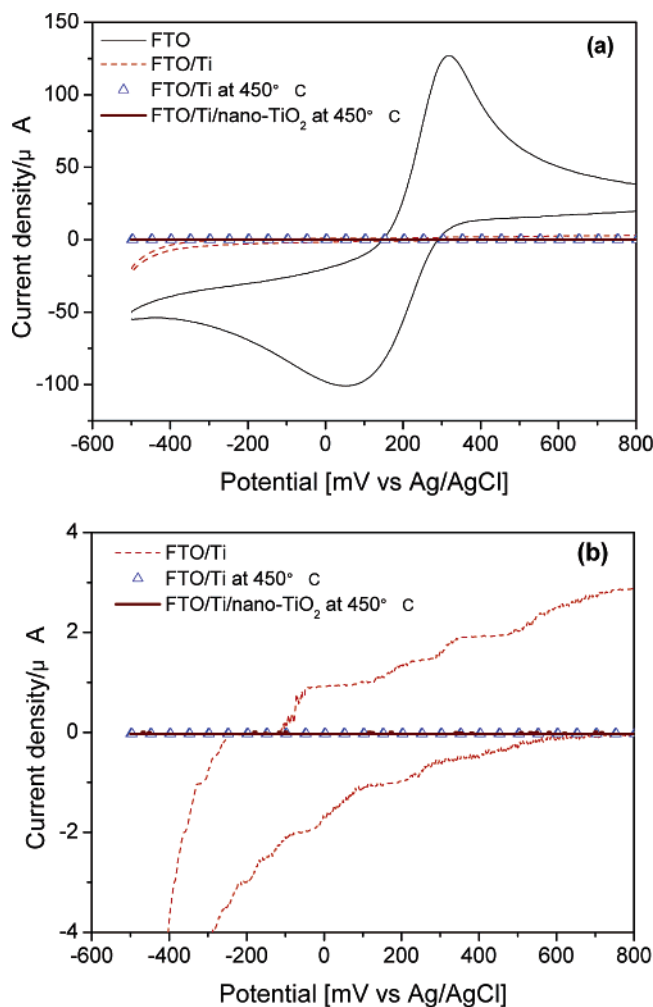 150
(a)
FTO
FTO/Ti
FTO/Ti at 450° C
FTO/Ti/nano-TiO2 at 450° C
100
50
0
-50
-100
Current density/μ A
-600 -400 -200 0 200 400 600 800
Potential [mV vs Ag/AgCl]
4
(b)
FTO/Ti
FTO/Ti at 450° C
FTO/Ti/nano-TiO2 at 450° C
2
0
-2
-4
Current density/μ A
-600 -400 -200 0 200 400 600 800
Potential [mV vs Ag/AgCl]